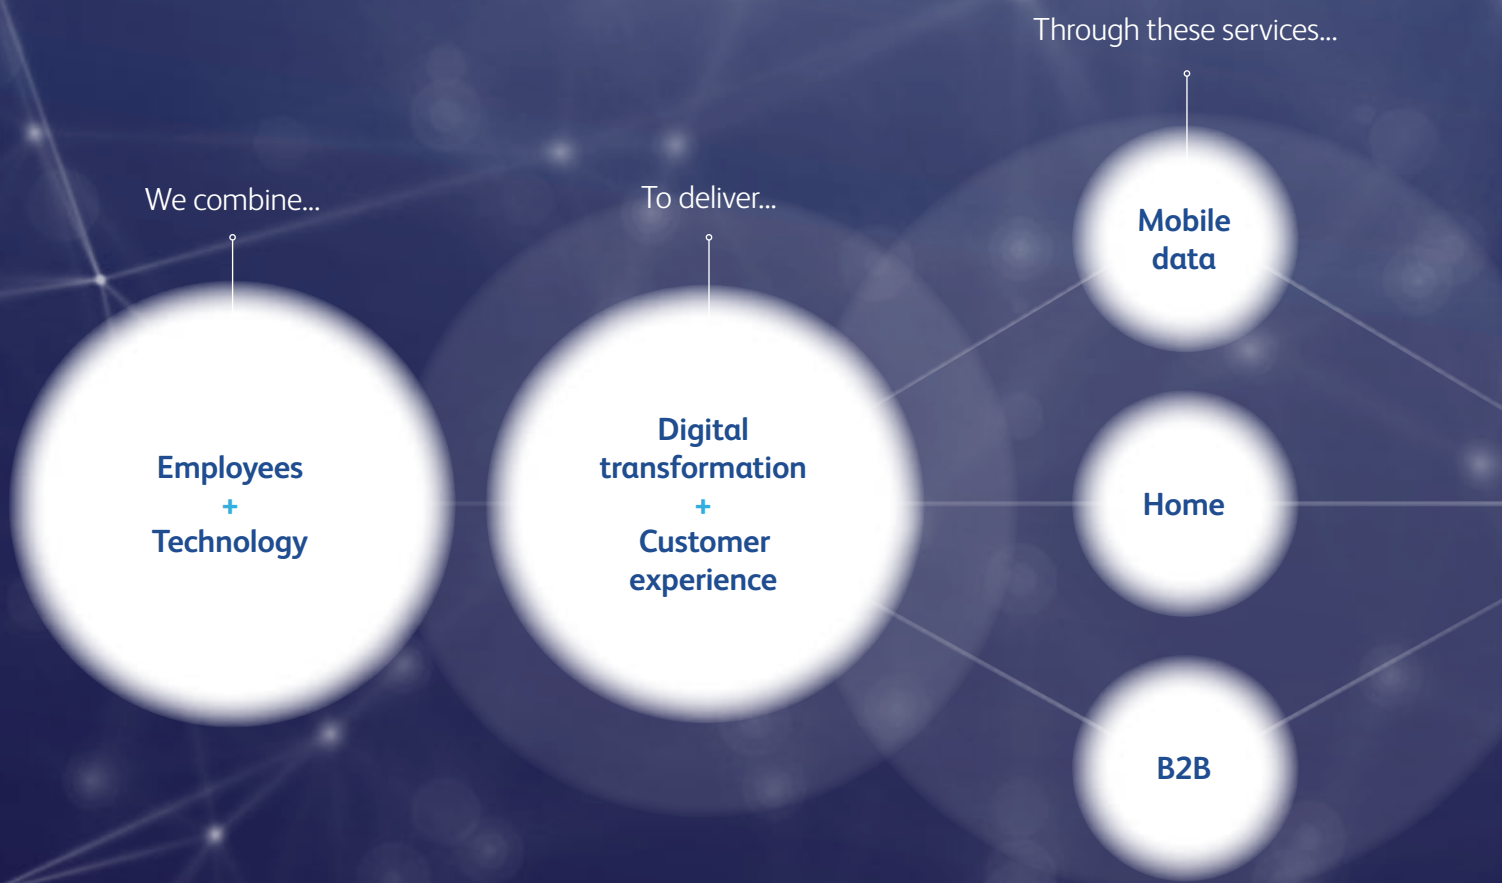 We combine...
Employees
+
Technology
To deliver...
Digital
transformation
+
Customer
experience
Through these services...
Mobile
data
Home
B2B